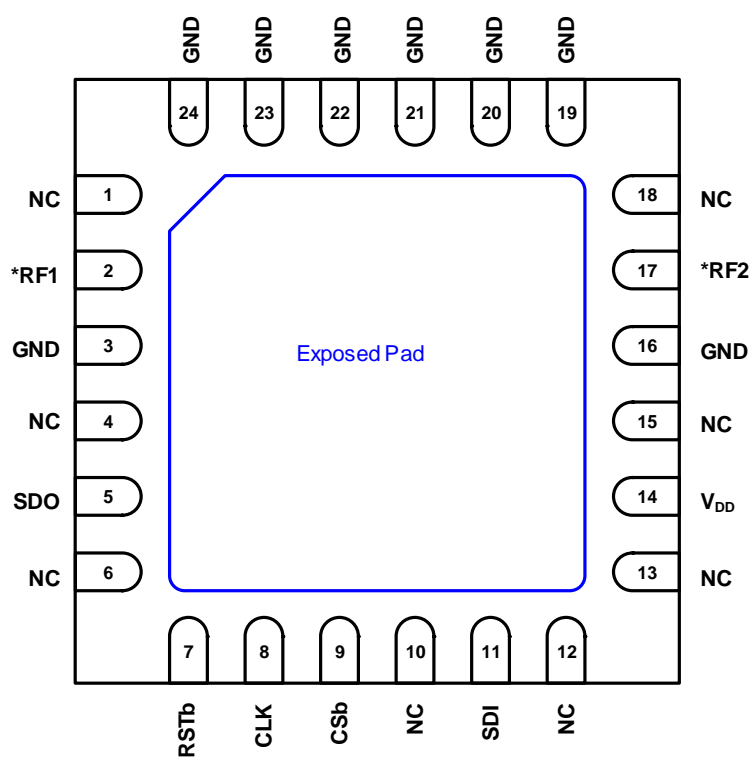 GND GND GND GND GND GND
24 23 22 21 20 19
NC 1 18 NC
*RF1 2 17 *RF2
GND 3 16 GND
Exposed Pad
NC 4 15 NC
SDO 5 14 VDD
NC 6 13 NC
7 8 9 10 11 12
RSTb CLK CSb NC SDI NC